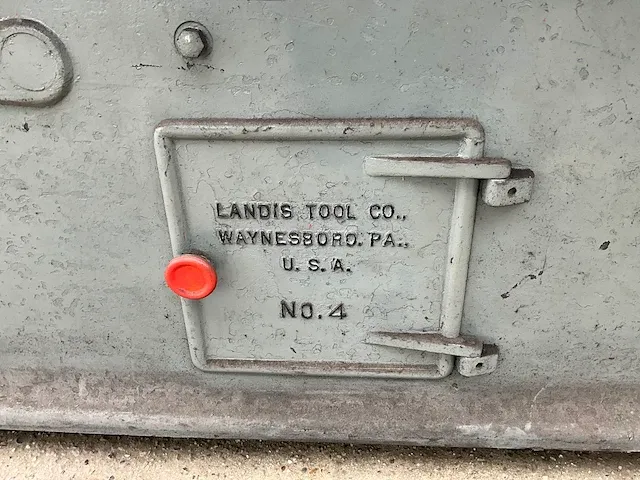 LANDIS TOOL CO.,
WAYNESBORO, PA.,
U. S. A.
NO. 4